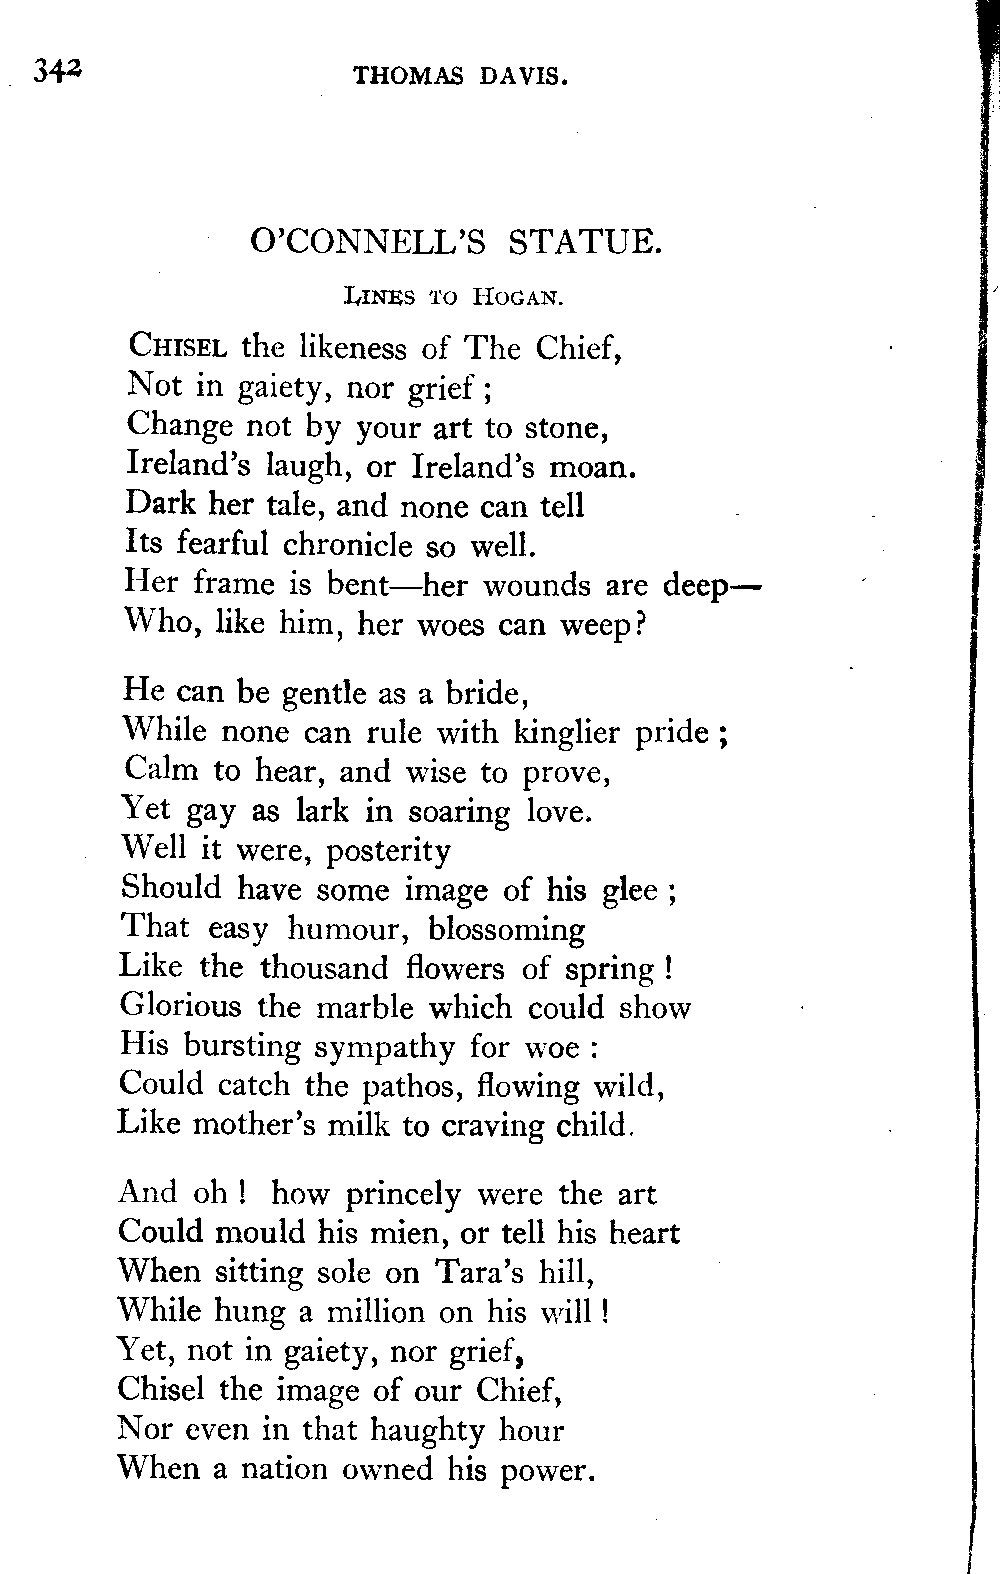 342
THOMAS DAVIS.
O'CONNELL'S STATUE.
LINES TO HOGAN.
CHISEL the likeness of The Chief,
Not in gaiety, nor grief ;
Change not by your art to stone,
Ireland's laugh, or Ireland's moan.
Dark her tale, and none can tell
Its fearful chronicle so well.
Her frame is bent—her wounds are deep—
Who, like him, her woes can weep?
He can be gentle as a bride,
While none can rule with kinglier pride ;
Calm to hear, and wise to prove,
Yet gay as lark in soaring love.
Well it were, posterity
Should have some image of his glee ;
That easy humour, blossoming
Like the thousand flowers of spring !
Glorious the marble which could show
His bursting sympathy for woe :
Could catch the pathos, flowing wild,
Like mother's milk to craving child.
And oh ! how princely were the art
Could mould his mien, or tell his heart
When sitting sole on Tara's hill,
While hung a million on his will !
Yet, not in gaiety, nor grief,
Chisel the image of our Chief,
Nor even in that haughty hour
When a nation owned his power.